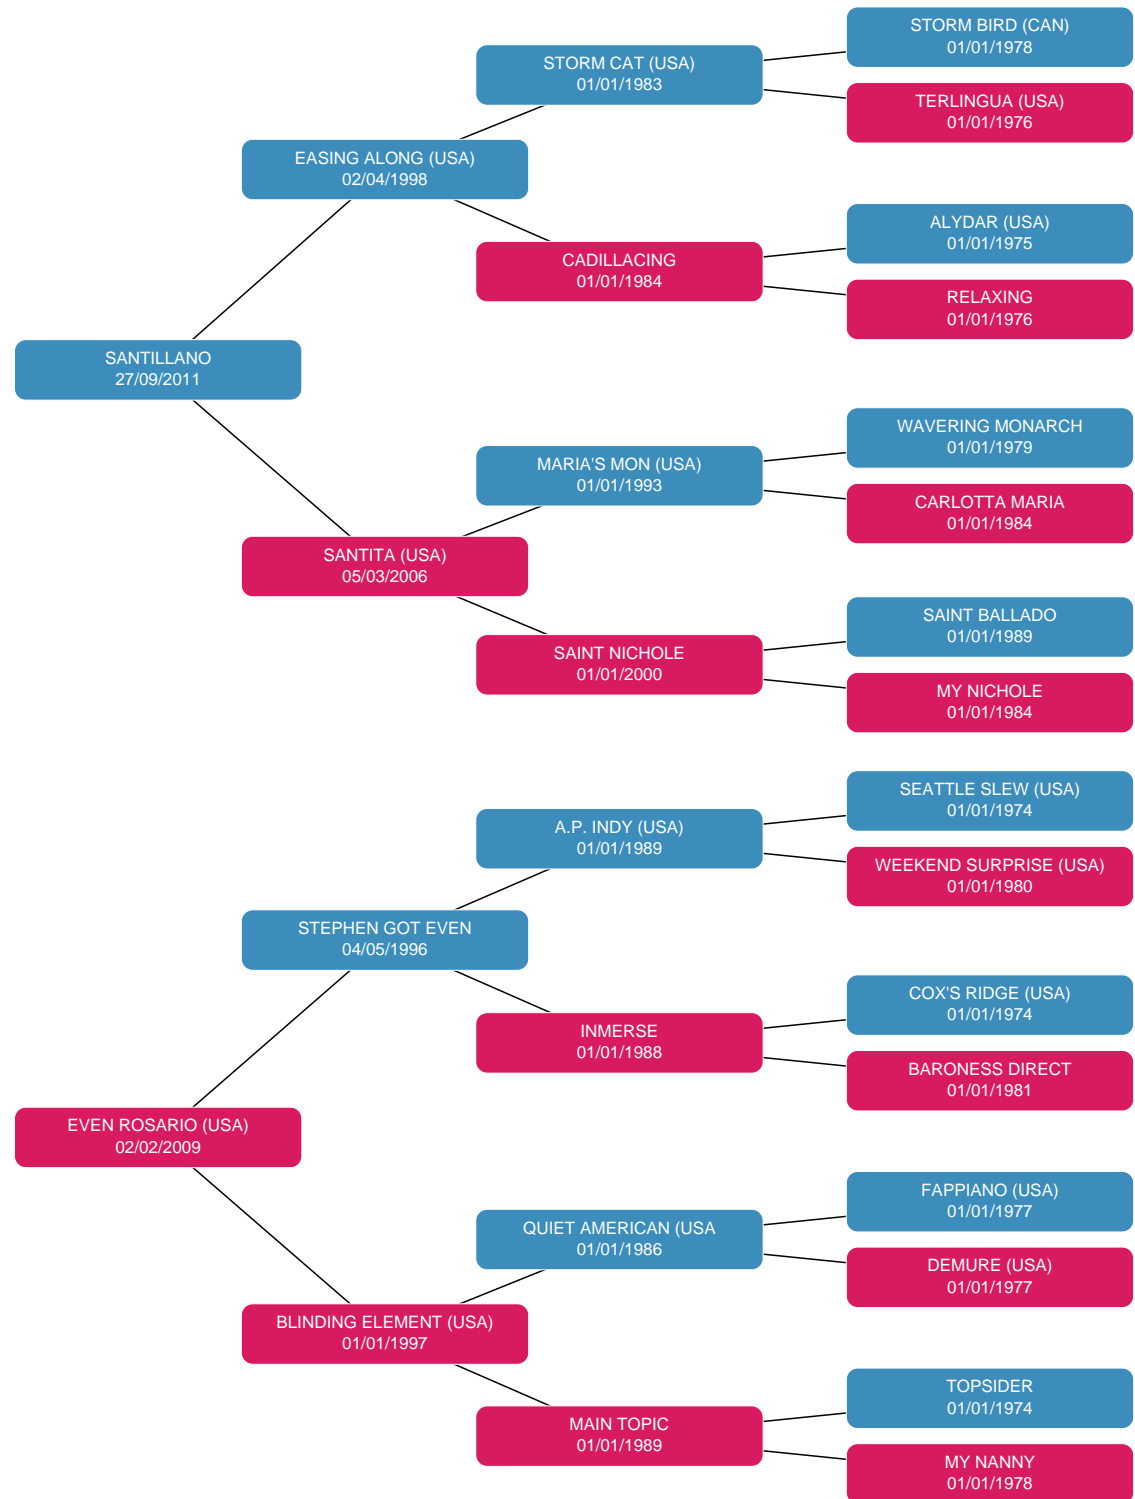 STORM BIRD (CAN)
01/01/1978
STORM CAT (USA)
01/01/1983
TERLINGUA (USA)
01/01/1976
EASING ALONG (USA)
02/04/1998
ALYDAR (USA)
01/01/1975
CADILLACING
01/01/1984
RELAXING
01/01/1976
SANTILLANO
27/09/2011
WAVERING MONARCH
01/01/1979
MARIA'S MON (USA)
01/01/1993
CARLOTTA MARIA
01/01/1984
SANTITA (USA)
05/03/2006
SAINT BALLADO
01/01/1989
SAINT NICHOLE
01/01/2000
MY NICHOLE
01/01/1984
SEATTLE SLEW (USA)
01/01/1974
A.P. INDY (USA)
01/01/1989
WEEKEND SURPRISE (USA)
01/01/1980
STEPHEN GOT EVEN
04/05/1996
COX'S RIDGE (USA)
01/01/1974
INMERSE
01/01/1988
BARONESS DIRECT
01/01/1981
EVEN ROSARIO (USA)
02/02/2009
FAPPIANO (USA)
01/01/1977
QUIET AMERICAN (USA
01/01/1986
DEMURE (USA)
01/01/1977
BLINDING ELEMENT (USA)
01/01/1997
TOPSIDER
01/01/1974
MAIN TOPIC
01/01/1989
MY NANNY
01/01/1978